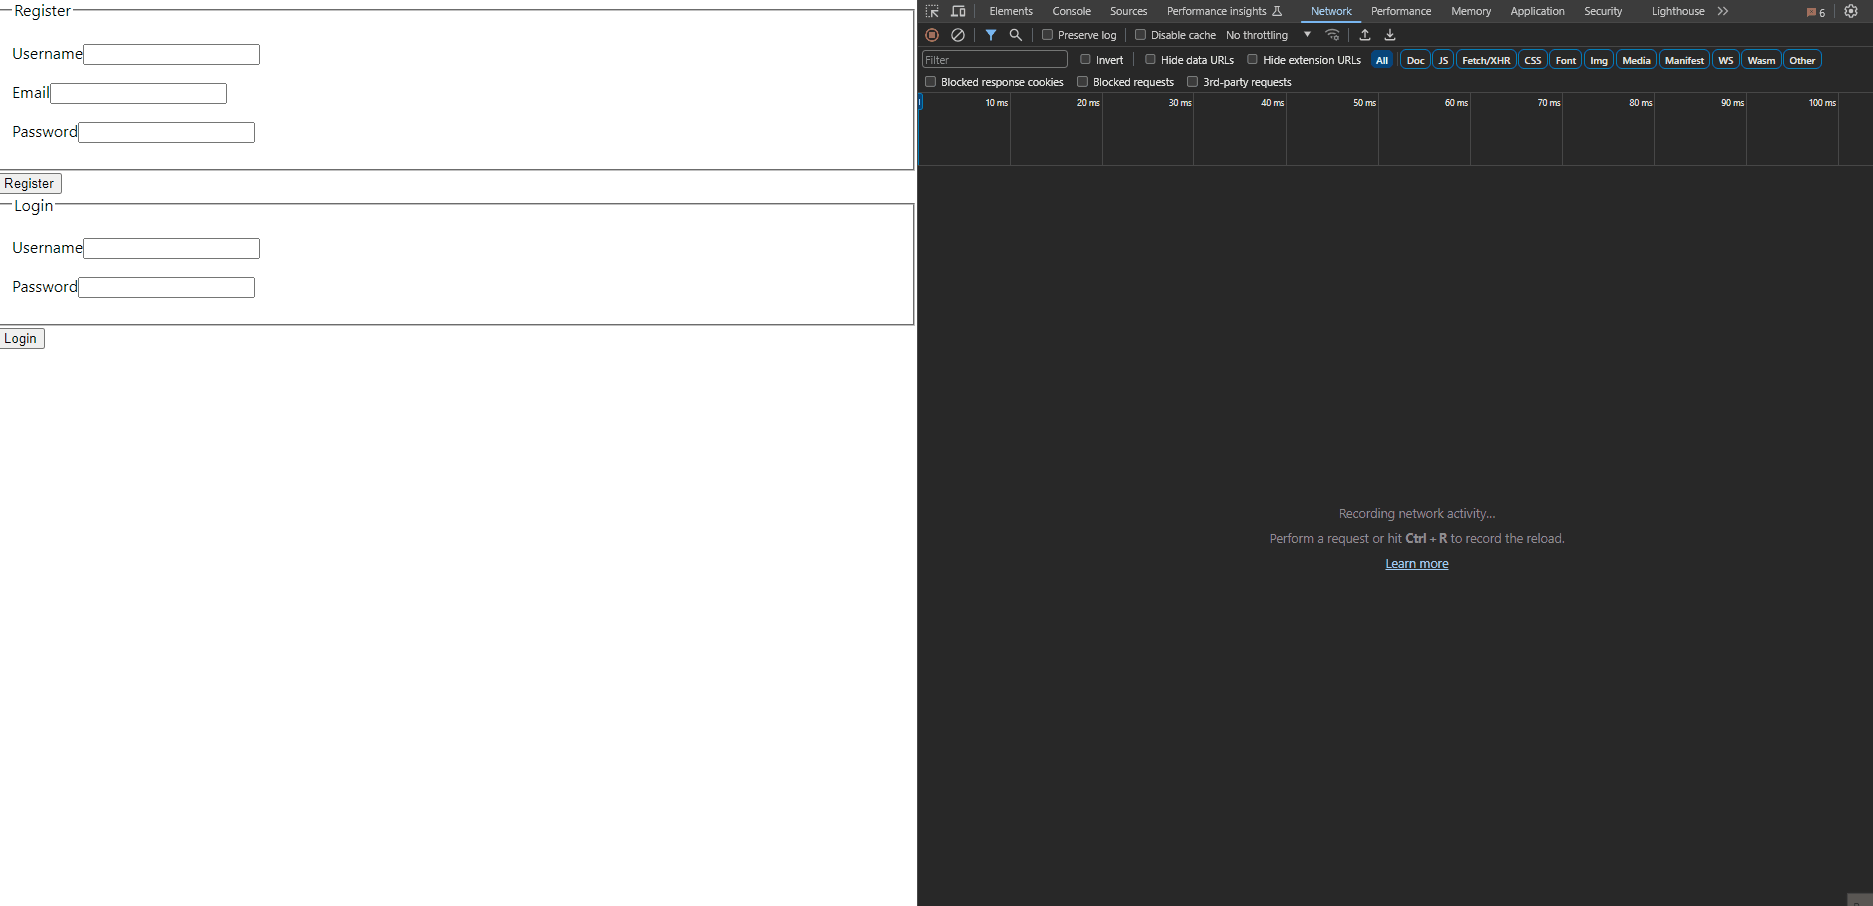 Register
Username
Email
Password
Register
Login
Username
Password
Login
Elements Console Sources Performance insights Network Performance Memory Application Security Lighthouse 6
Preserve log Disable cache No throttling
Filter Invert Hide data URLs Hide extension URLs All Doc JS Fetch/XHR CSS Font Img Media Manifest WS Wasm Other
Blocked response cookies Blocked requests 3rd-party requests
10 ms 20 ms 30 ms 40 ms 50 ms 60 ms 70 ms 80 ms 90 ms 100 ms
Recording network activity...
Perform a request or hit Ctrl + R to record the reload.
Learn more